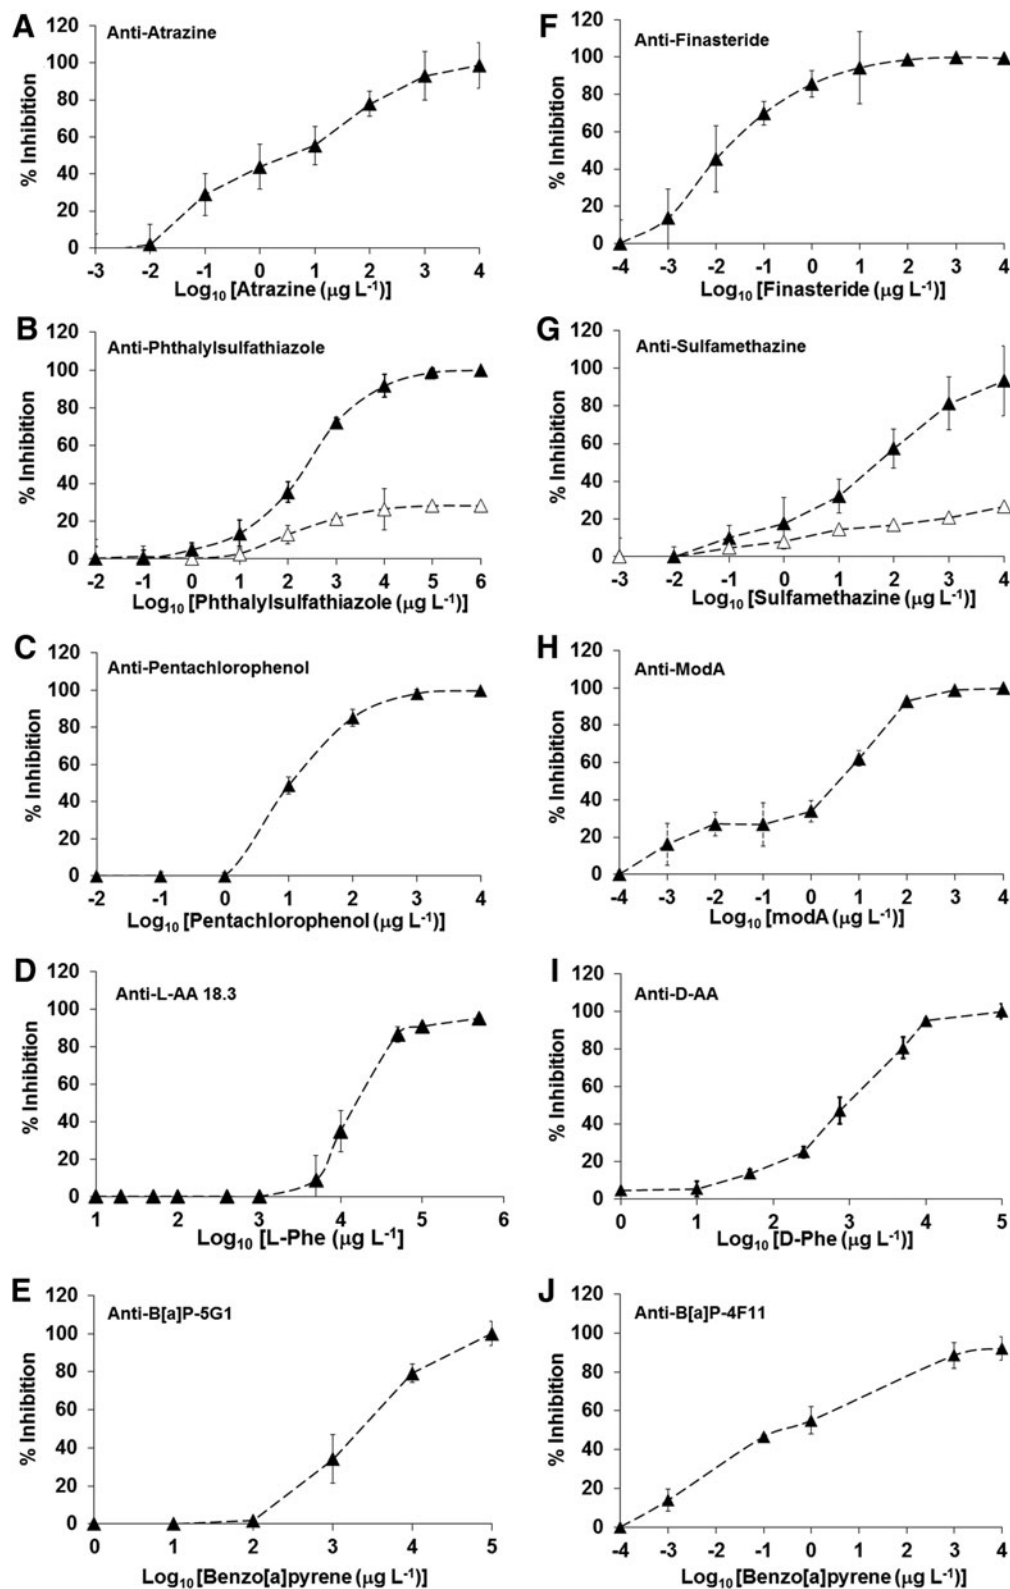 A
Anti-Atrazine
% Inhibition
120
100
80
60
40
20
0
-3 -2 -1 0 1 2 3 4
Log10 [Atrazine (µg L-1)]
B
Anti-Phthalylsulfathiazole
% Inhibition
120
100
80
60
40
20
0
-2 -1 0 1 2 3 4 5 6
Log10 [Phthalylsulfathiazole (µg L-1)]
C
Anti-Pentachlorophenol
% Inhibition
120
100
80
60
40
20
0
-2 -1 0 1 2 3 4
Log10 [Pentachlorophenol (µg L-1)]
D
Anti-L-AA 18.3
% Inhibition
120
100
80
60
40
20
0
1 2 3 4 5 6
Log10 [L-Phe (µg L-1]
E
Anti-B[a]P-5G1
% Inhibition
120
100
80
60
40
20
0
0 1 2 3 4 5
Log10 [Benzo[a]pyrene (µg L-1)]
F
Anti-Finasteride
% Inhibition
120
100
80
60
40
20
0
-4 -3 -2 -1 0 1 2 3 4
Log10 [Finasteride (µg L-1)]
G
Anti-Sulfamethazine
% Inhibition
120
100
80
60
40
20
0
-3 -2 -1 0 1 2 3 4
Log10 [Sulfamethazine (µg L-1)]
H
Anti-ModA
% Inhibition
120
100
80
60
40
20
0
-4 -3 -2 -1 0 1 2 3 4
Log10 [modA (µg L-1)]
I
Anti-D-AA
% Inhibition
120
100
80
60
40
20
0
0 1 2 3 4 5
Log10 [D-Phe (µg L-1)]
J
Anti-B[a]P-4F11
% Inhibition
120
100
80
60
40
20
0
-4 -3 -2 -1 0 1 2 3 4
Log10 [Benzo[a]pyrene (µg L-1)]